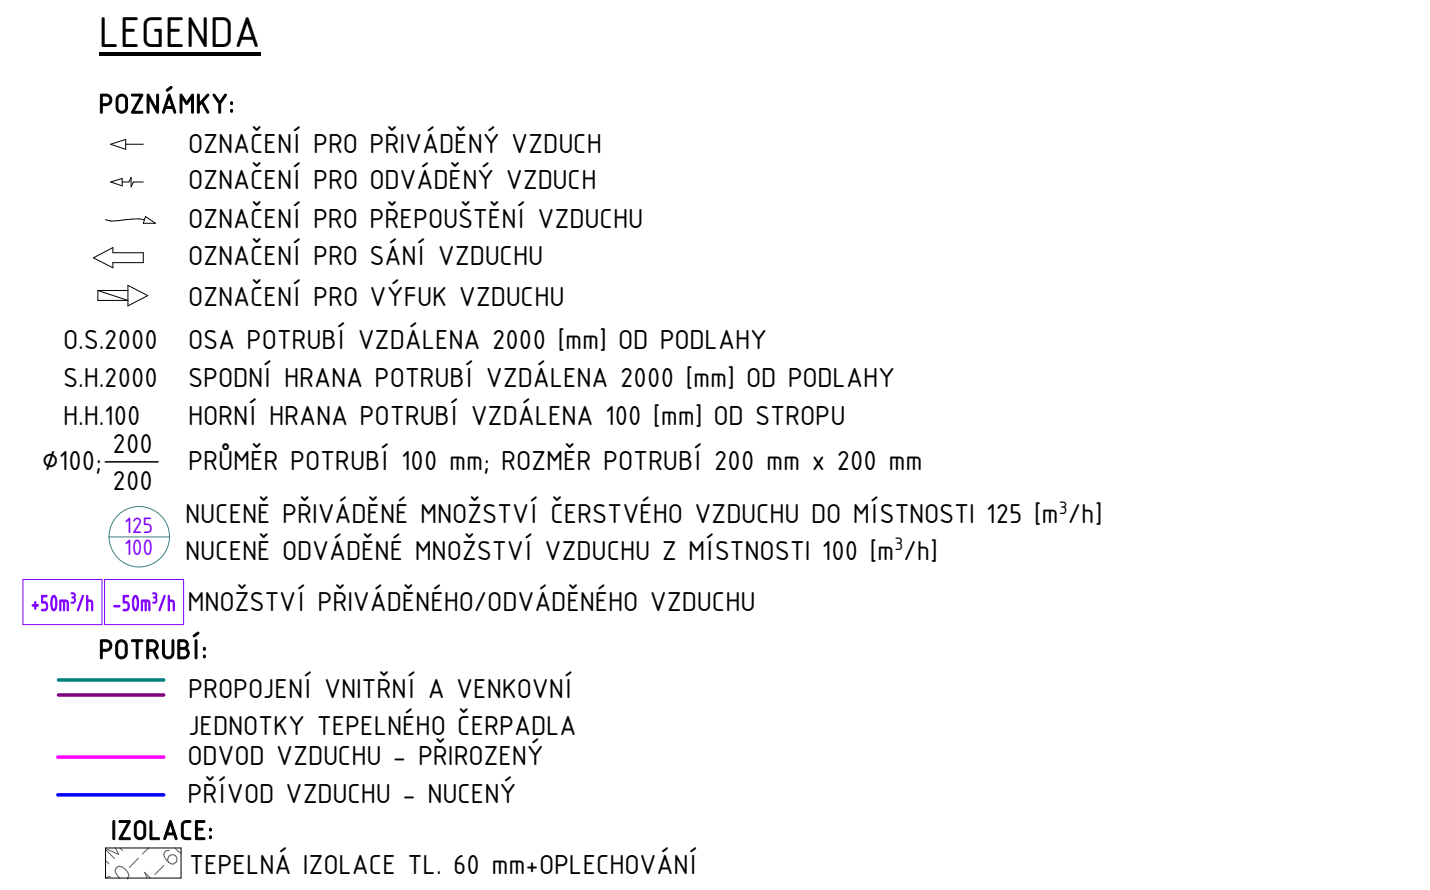 LEGENDA
POZNÁMKY:
OZNAČENÍ PRO PŘIVÁDĚNÝ VZDUCH
OZNAČENÍ PRO ODVÁDĚNÝ VZDUCH
OZNAČENÍ PRO PŘEPOUŠTĚNÍ VZDUCHU
OZNAČENÍ PRO SÁNÍ VZDUCHU
OZNAČENÍ PRO VÝFUK VZDUCHU
O.S.2000 OSA POTRUBÍ VZDÁLENA 2000 [mm] OD PODLAHY
S.H.2000 SPODNÍ HRANA POTRUBÍ VZDÁLENA 2000 [mm] OD PODLAHY
H.H.100 HORNÍ HRANA POTRUBÍ VZDÁLENA 100 [mm] OD STROPU
200
Ø100; PRŮMĚR POTRUBÍ 100 mm; ROZMĚR POTRUBÍ 200 mm x 200 mm
200
125 NUCENĚ PŘIVÁDĚNÉ MNOŽSTVÍ ČERSTVÉHO VZDUCHU DO MÍSTNOSTI 125 [m³/h]
100 NUCENĚ ODVÁDĚNÉ MNOŽSTVÍ VZDUCHU Z MÍSTNOSTI 100 [m³/h]
+50m³/h -50m³/h MNOŽSTVÍ PŘIVÁDĚNÉHO/ODVÁDĚNÉHO VZDUCHU
POTRUBÍ:
PROPOJENÍ VNITŘNÍ A VENKOVNÍ
JEDNOTKY TEPELNÉHO ČERPADLA
ODVOD VZDUCHU - PŘIROZENÝ
PŘÍVOD VZDUCHU - NUCENÝ
IZOLACE:
TEPELNÁ IZOLACE TL. 60 mm+OPLECHOVÁNÍ